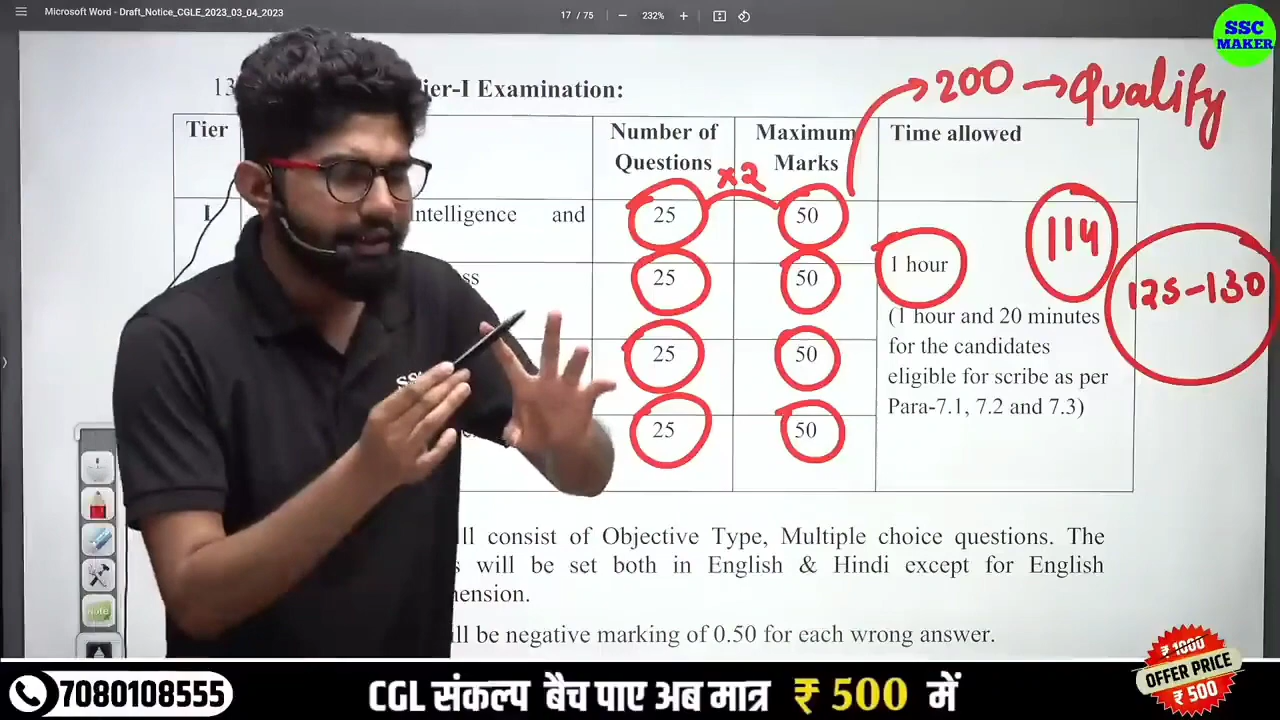 Microsoft Word - Draft_Notice_CGLE_2023_03_04_2023
17 / 75
232%
SSC
MAKER
13
ier-I Examination:
200 → Qualify
Tier
Number of Questions
Maximum Marks
Time allowed
×2
I
ntelligence and
25
50
1 hour
114
125-130
ss
25
50
(1 hour and 20 minutes
for the candidates
eligible for scribe as per
Para-7.1, 7.2 and 7.3)
25
50
25
50
ll consist of Objective Type, Multiple choice questions. The
s will be set both in English & Hindi except for English
ension.
ll be negative marking of 0.50 for each wrong answer.
7080108555
CGL संकल्प बैच पाए अब मात्र ₹ 500 में
₹ 1000
OFFER PRICE
₹ 500